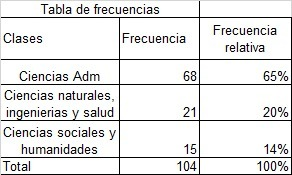 Tabla de frecuencias
Clases Frecuencia Frecuencia
relativa
Ciencias Adm 68 65%
Ciencias naturales,
ingenierias y salud 21 20%
Ciencias sociales y
humanidades 15 14%
Total 104 100%